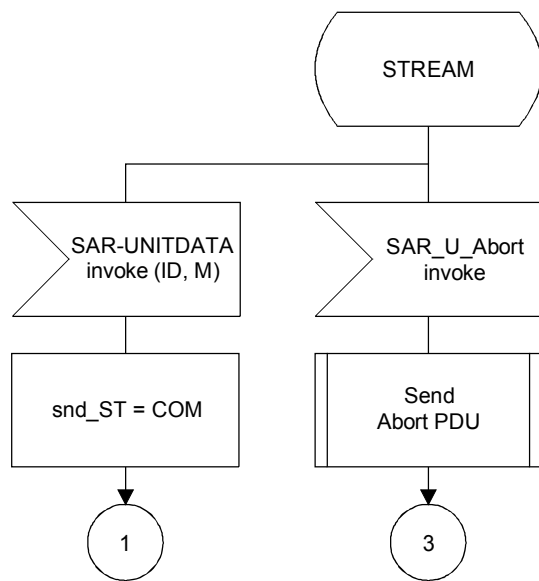 STREAM
SAR-UNITDATA
invoke (ID, M)
SAR_U_Abort
invoke
snd_ST = COM
Send
Abort PDU
1
3